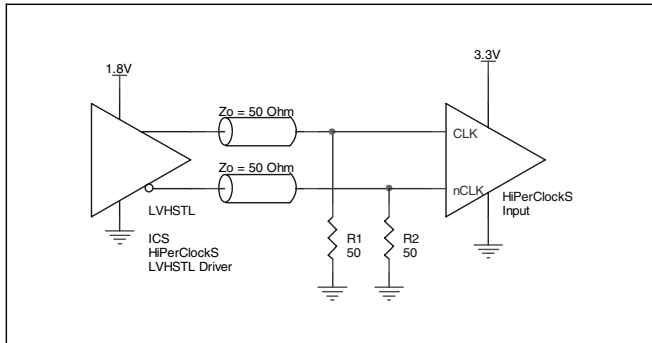 1.8V
3.3V
Zo = 50 Ohm
CLK
Zo = 50 Ohm
nCLK
HiPerClockS
Input
LVHSTL
ICS
HiPerClockS
LVHSTL Driver
R1
50
R2
50